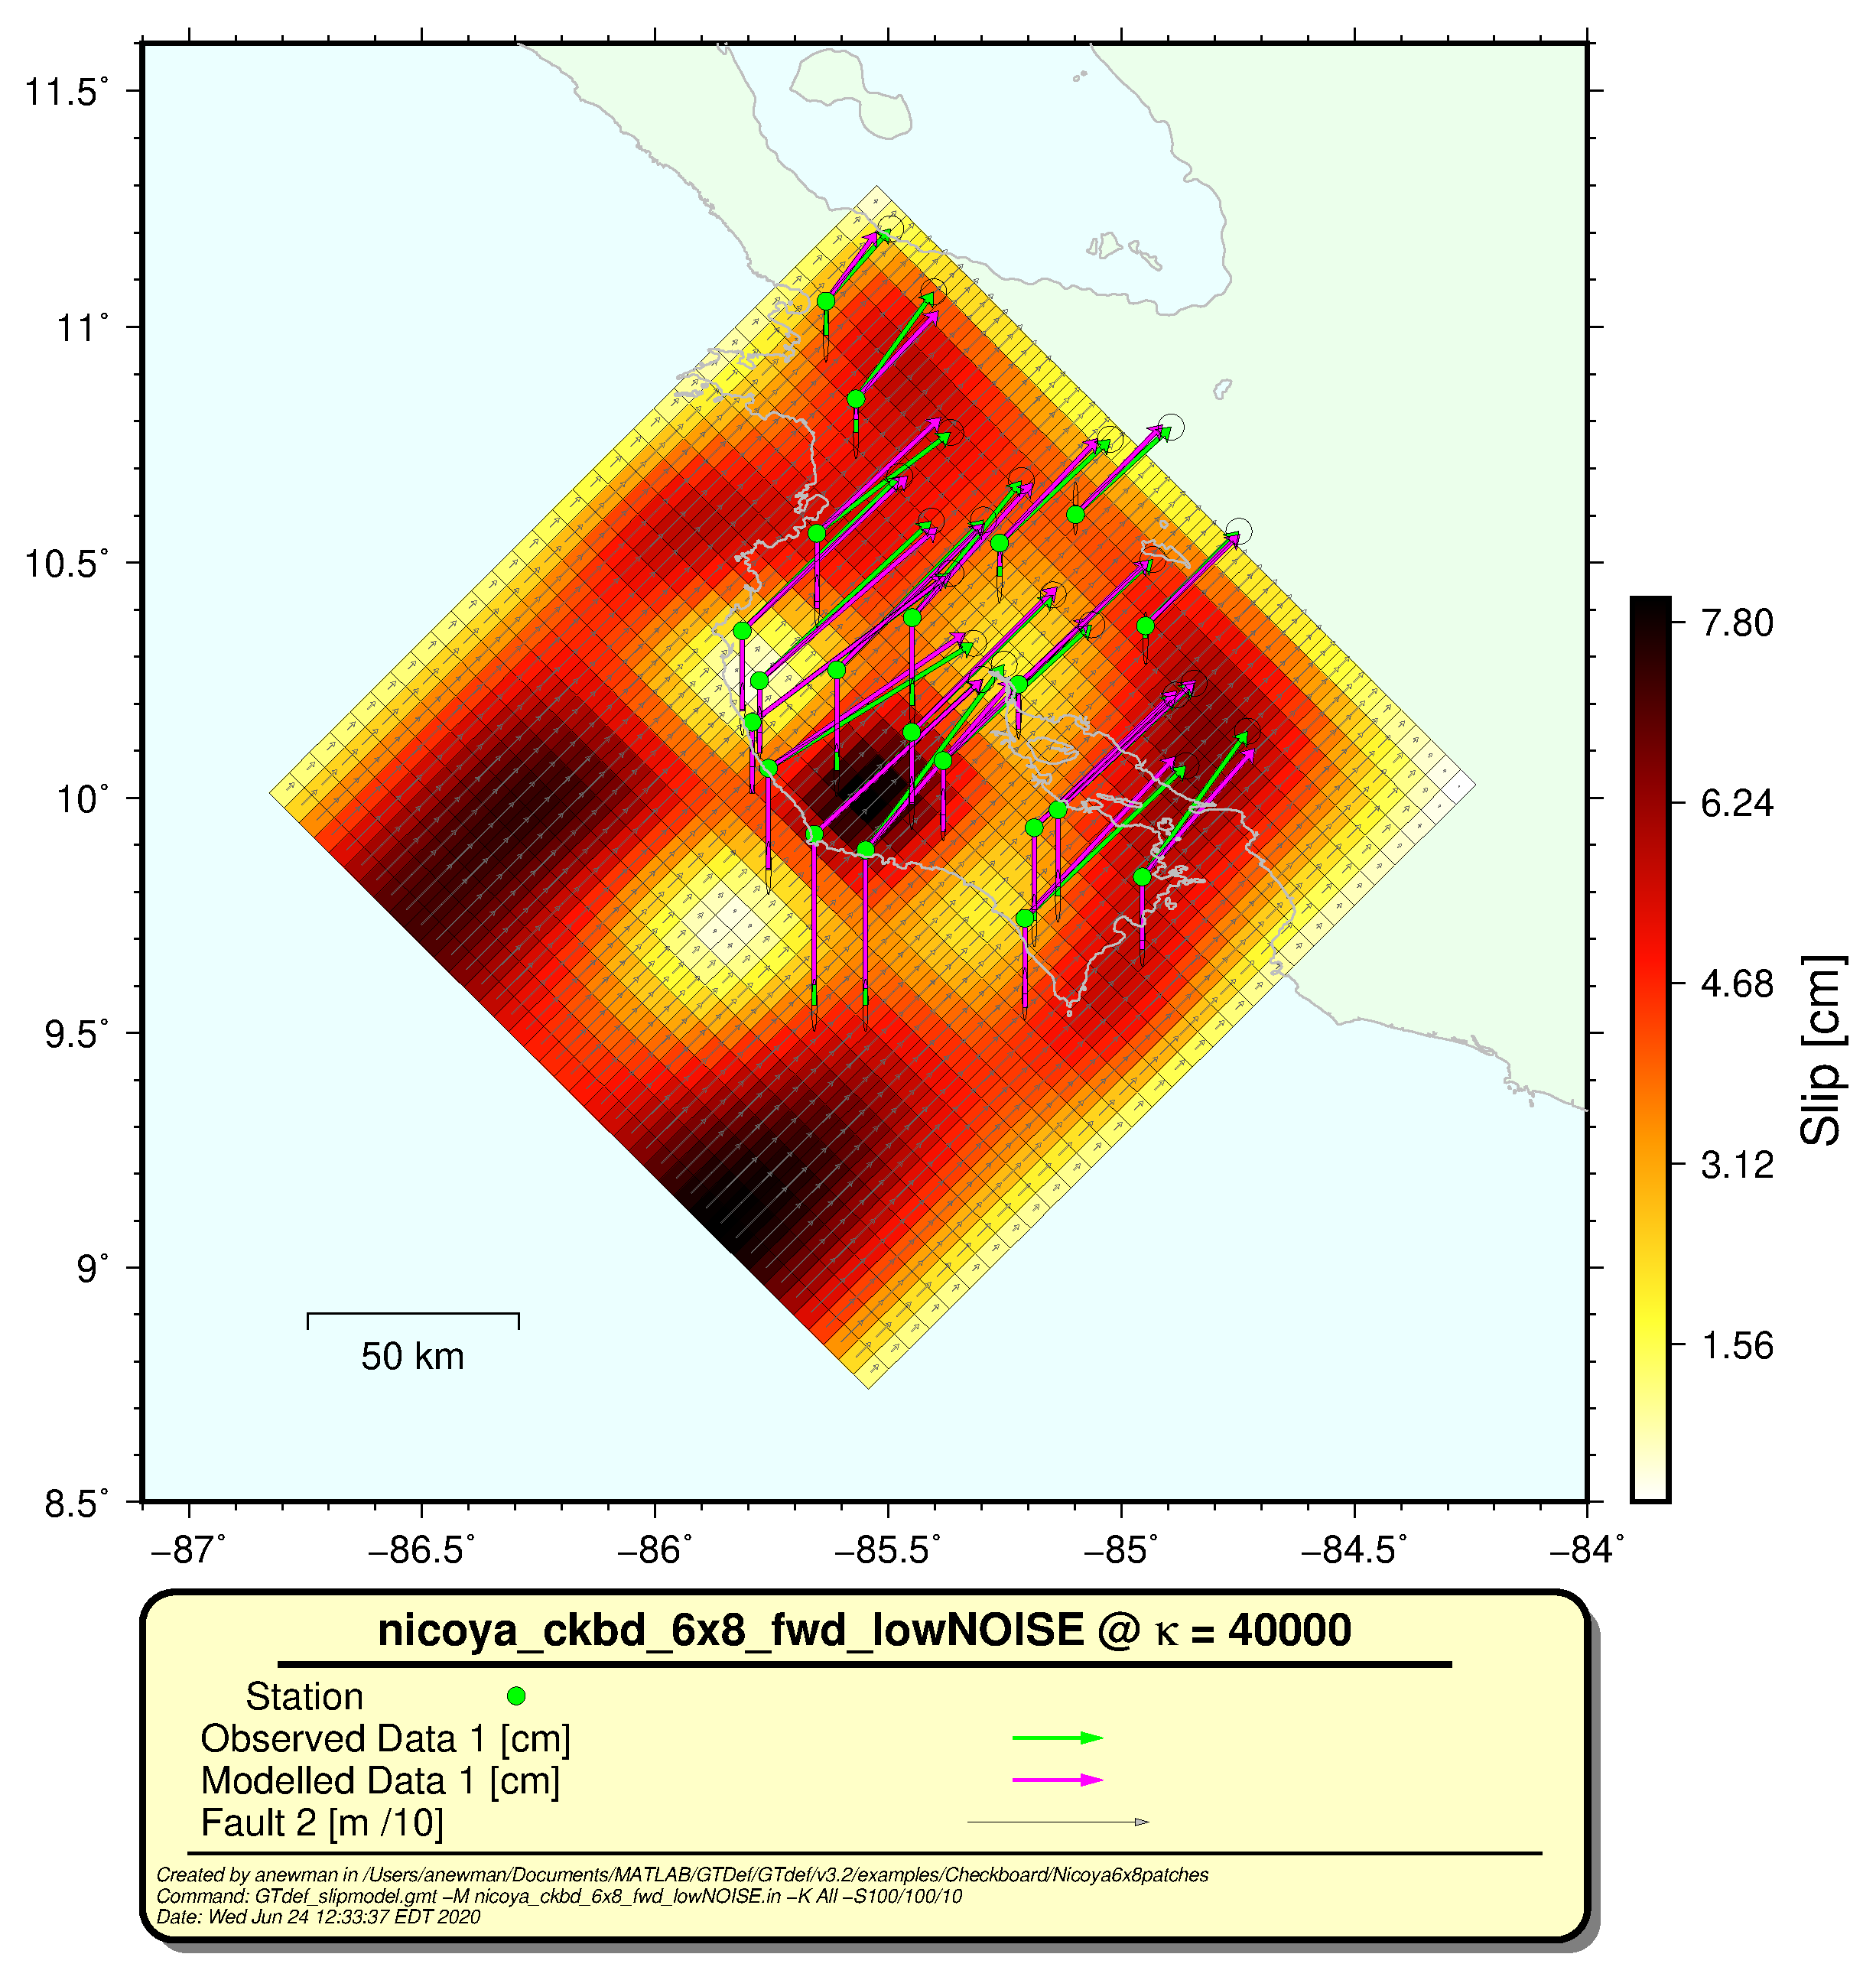 11.5°
11°
10.5°
10°
9.5°
9°
8.5°
−87°
−86.5°
−86°
−85.5°
−85°
−84.5°
−84°
50 km
7.80
6.24
4.68
3.12
1.56
Slip [cm]
nicoya_ckbd_6x8_fwd_lowNOISE @ κ = 40000
Station
Observed Data 1 [cm]
Modelled Data 1 [cm]
Fault 2 [m /10]
Created by anewman in /Users/anewman/Documents/MATLAB/GTDef/GTdef/v3.2/examples/Checkboard/Nicoya6x8patches
Command: GTdef_slipmodel.gmt −M nicoya_ckbd_6x8_fwd_lowNOISE.in −K All −S100/100/10
Date: Wed Jun 24 12:33:37 EDT 2020